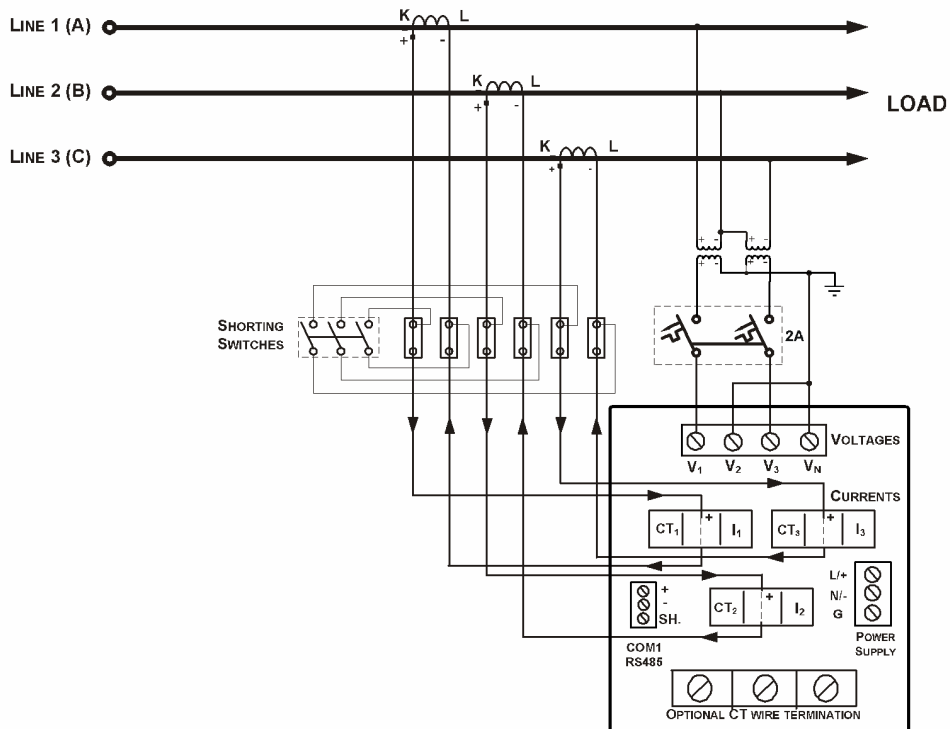 K L
LINE 1 (A)
+ -
K L
LINE 2 (B)
+ -
LOAD
K L
LINE 3 (C)
+ -
+ - + -
+ - + -
SHORTING
SWITCHES
2A
VOLTAGES
V1 V2 V3 VN
CURRENTS
CT1 + I1
CT3 + I3
L/+
N/-
G
POWER
SUPPLY
CT2 + I2
+
-
SH.
COM1
RS485
OPTIONAL CT WIRE TERMINATION